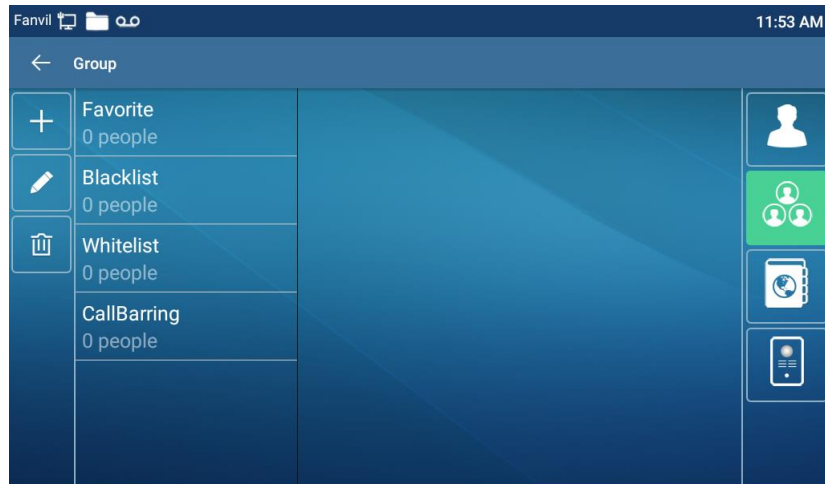 Fanvil 11:53 AM
Group
Favorite
0 people
Blacklist
0 people
Whitelist
0 people
CallBarring
0 people